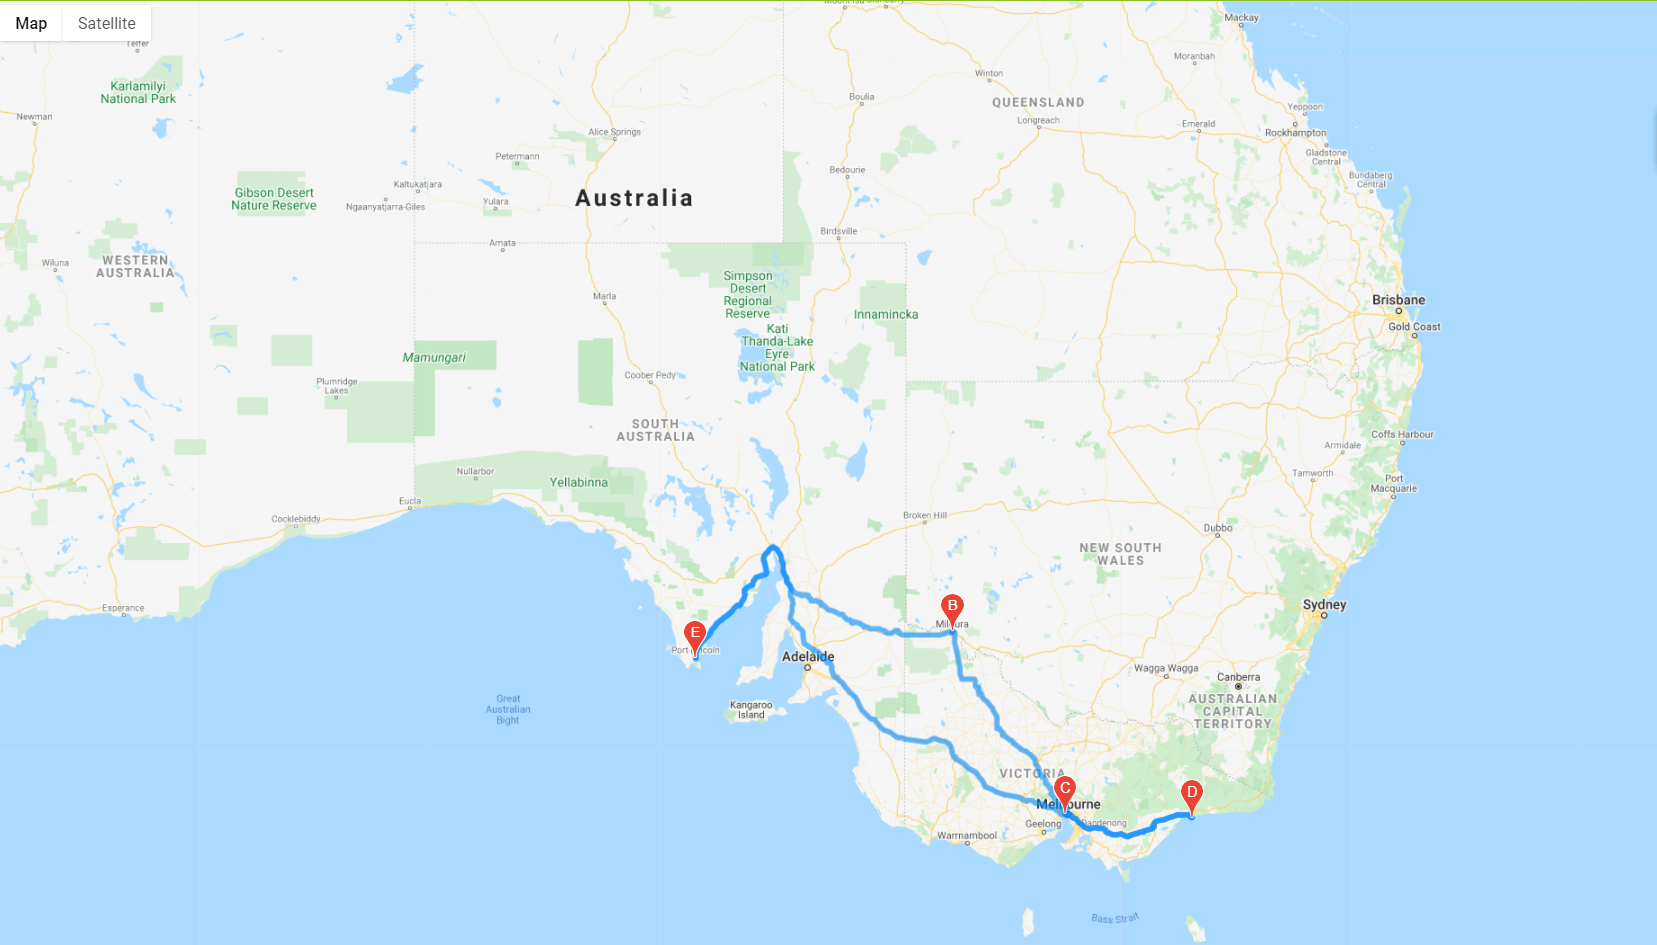 Map
Satellite
Mackay
Telfer
Moranbah
Winton
Karlamilyi
National Park
Boulia
QUEENSLAND
Yeppoon
Newman
Longreach
Emerald
Rockhampton
Alice Springs
Gladstone
Central
Petermann
Bedourie
Bundaberg
Central
Kaltukatjara
Gibson Desert
Nature Reserve
Australia
Yulara
Ngaanyatjarra-Giles
Birdsville
Amata
WESTERN
AUSTRALIA
Wiluna
Simpson
Desert
Regional
Reserve
Marla
Brisbane
Innamincka
Gold Coast
Kati
Thanda-Lake
Eyre
National Park
Mamungari
Coober Pedy
Plumridge
Lakes
SOUTH
AUSTRALIA
Coffs Harbour
Armidale
Nullarbor
Tamworth
Yellabinna
Port
Macquarie
Eucla
Cocklebiddy
Broken Hill
Dubbo
NEW SOUTH
WALES
Esperance
B
Sydney
Mildura
E
Port Lincoln
Adelaide
Wagga Wagga
Canberra
AUSTRALIAN
CAPITAL
TERRITORY
Great
Australian
Bight
Kangaroo
Island
VICTORIA
C
D
Melbourne
Geelong
Dandenong
Warrnambool
Bass Strait